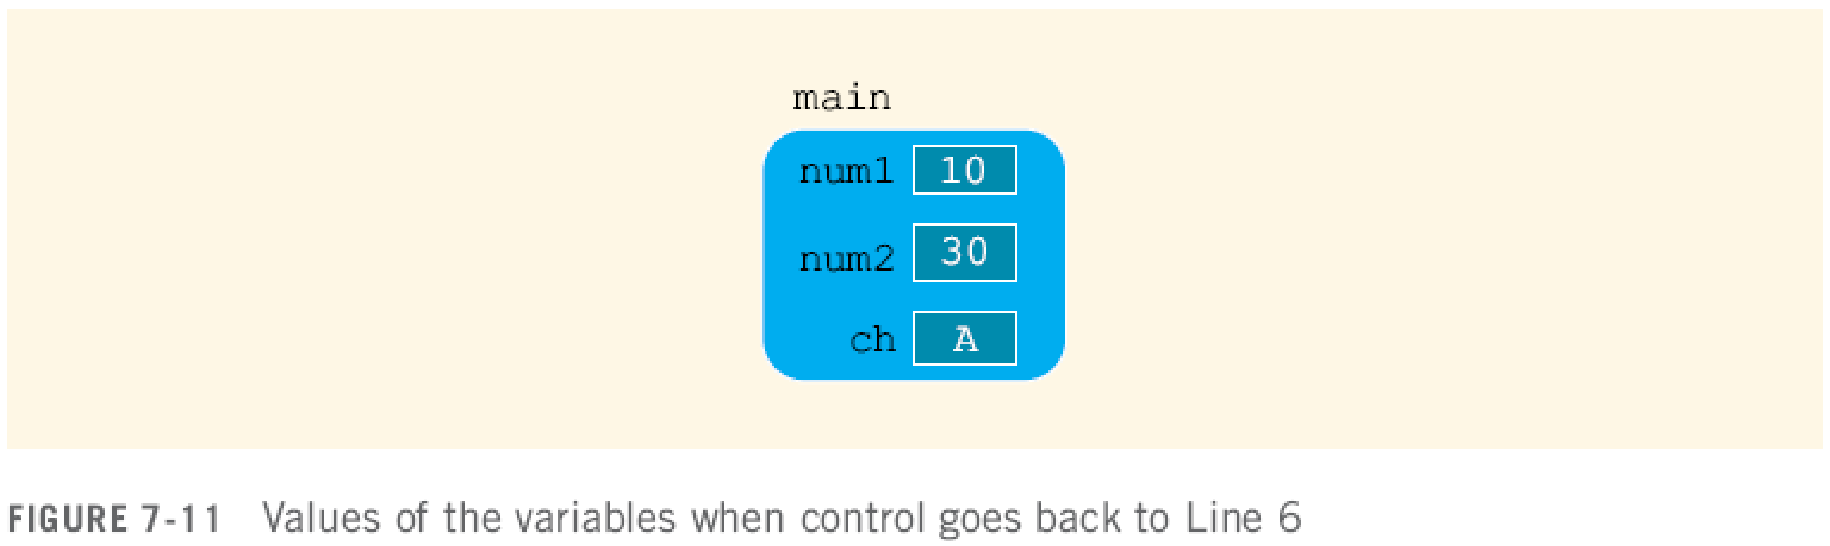 main
num1 10
num2 30
ch A
FIGURE 7-11 Values of the variables when control goes back to Line 6